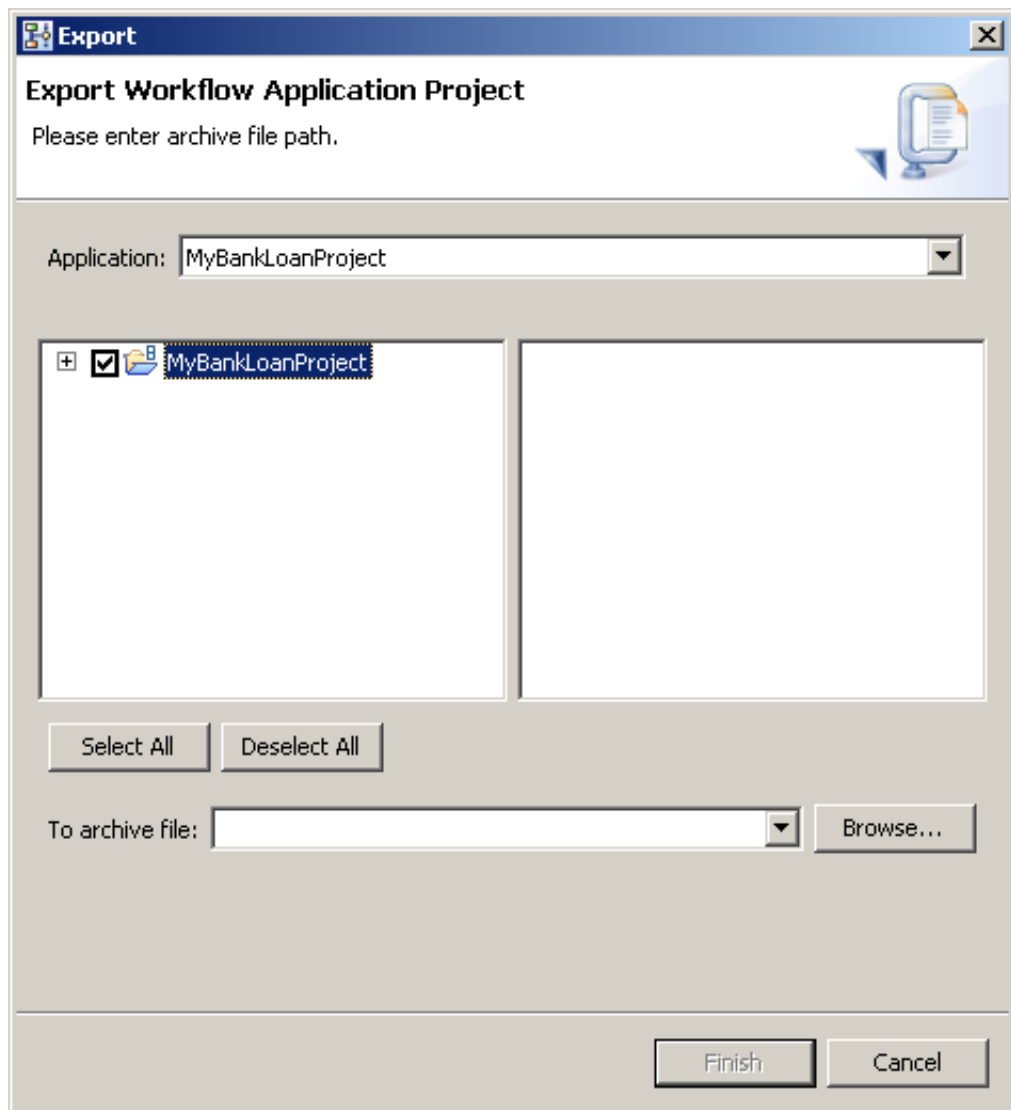 Export
Export Workflow Application Project
Please enter archive file path.
Application: MyBankLoanProject
MyBankLoanProject
Select All Deselect All
To archive file: Browse...
Finish Cancel